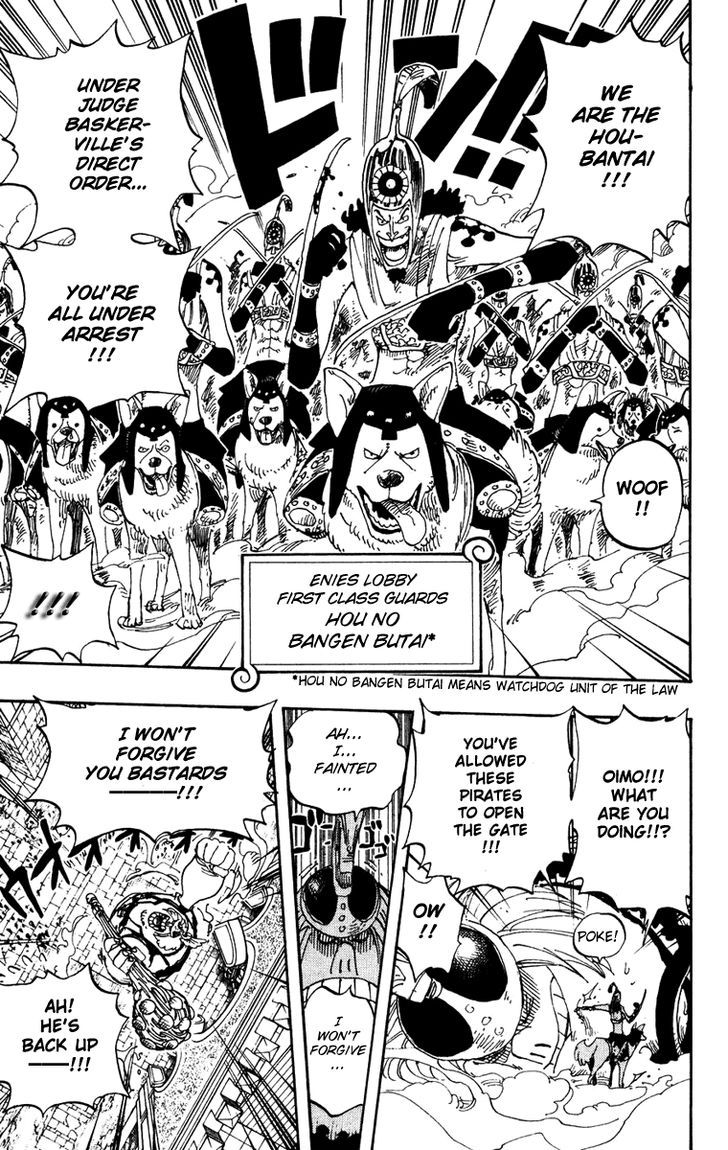 WE
ARE THE
HOU-
BANTAI
!!!
UNDER
JUDGE
BASKER-
VILLE'S
DIRECT
ORDER...
YOU'RE
ALL UNDER
ARREST
!!!
ドン!!
WOOF
!!
!!!
ENIES LOBBY
FIRST CLASS GUARDS
HOU NO
BANGEN BUTAI*
*HOU NO BANGEN BUTAI MEANS WATCHDOG UNIT OF THE LAW
OIMO!!!
WHAT
ARE YOU
DOING!!?
YOU'VE
ALLOWED
THESE
PIRATES
TO OPEN
THE GATE
!!!
POKE!
OW
!!
AH...
I...
FAINTED
...
I
WON'T
FORGIVE
...
I WON'T
FORGIVE
YOU BASTARDS
———!!!
AH!
HE'S
BACK UP
——!!!